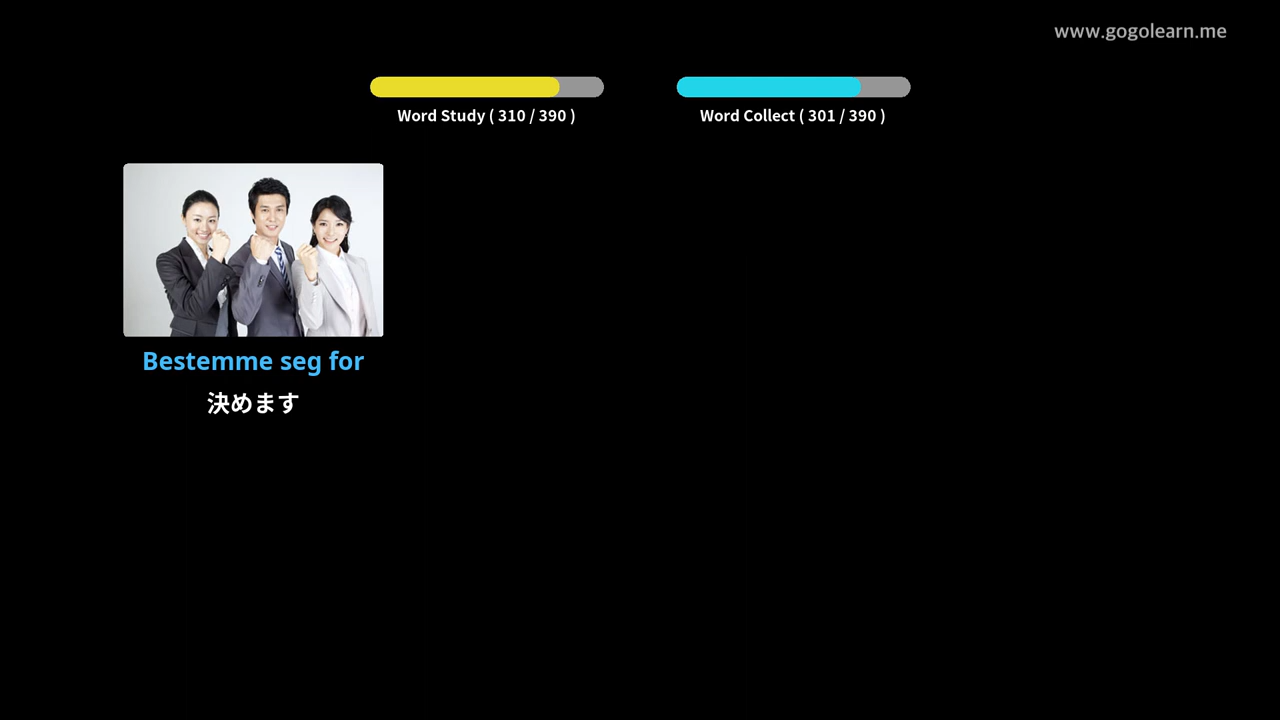 www.gogolearn.me
Word Study ( 310 / 390 )
Word Collect ( 301 / 390 )
Bestemme seg for
決めます